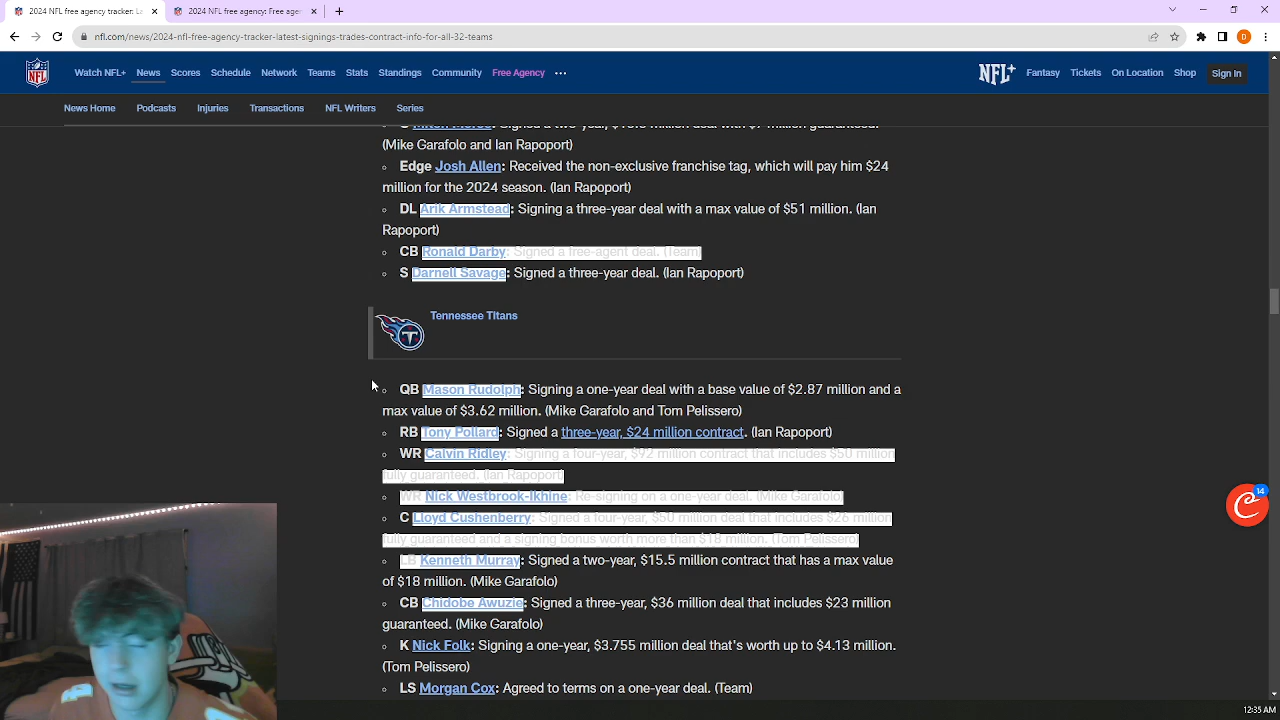 2024 NFL free agency tracker: La
2024 NFL free agency: Free age
nfl.com/news/2024-nfl-free-agency-tracker-latest-signings-trades-contract-info-for-all-32-teams
D
NFL
Watch NFL+ News Scores Schedule Network Teams Stats Standings Community Free Agency
NFL+ Fantasy Tickets On Location Shop Sign In
News Home Podcasts Injuries Transactions NFL Writers Series
(Mike Garafolo and Ian Rapoport)
Edge Josh Allen: Received the non-exclusive franchise tag, which will pay him $24
million for the 2024 season. (Ian Rapoport)
DL Arik Armstead: Signing a three-year deal with a max value of $51 million. (Ian
Rapoport)
CB Ronald Darby: Signed a free-agent deal. (Team)
S Darnell Savage: Signed a three-year deal. (Ian Rapoport)
Tennessee Titans
T
QB Mason Rudolph: Signing a one-year deal with a base value of $2.87 million and a
max value of $3.62 million. (Mike Garafolo and Tom Pelissero)
RB Tony Pollard: Signed a three-year, $24 million contract. (Ian Rapoport)
WR Calvin Ridley: Signing a four-year, $92 million contract that includes $50 million
fully guaranteed. (Ian Rapoport)
WR Nick Westbrook-Ikhine: Re-signing on a one-year deal. (Mike Garafolo)
C Lloyd Cushenberry: Signed a four-year, $50 million deal that includes $26 million
fully guaranteed and a signing bonus worth more than $18 million. (Tom Pelissero)
LB Kenneth Murray: Signed a two-year, $15.5 million contract that has a max value
of $18 million. (Mike Garafolo)
CB Chidobe Awuzie: Signed a three-year, $36 million deal that includes $23 million
guaranteed. (Mike Garafolo)
K Nick Folk: Signing a one-year, $3.755 million deal that's worth up to $4.13 million.
(Tom Pelissero)
LS Morgan Cox: Agreed to terms on a one-year deal. (Team)
14
12:35 AM